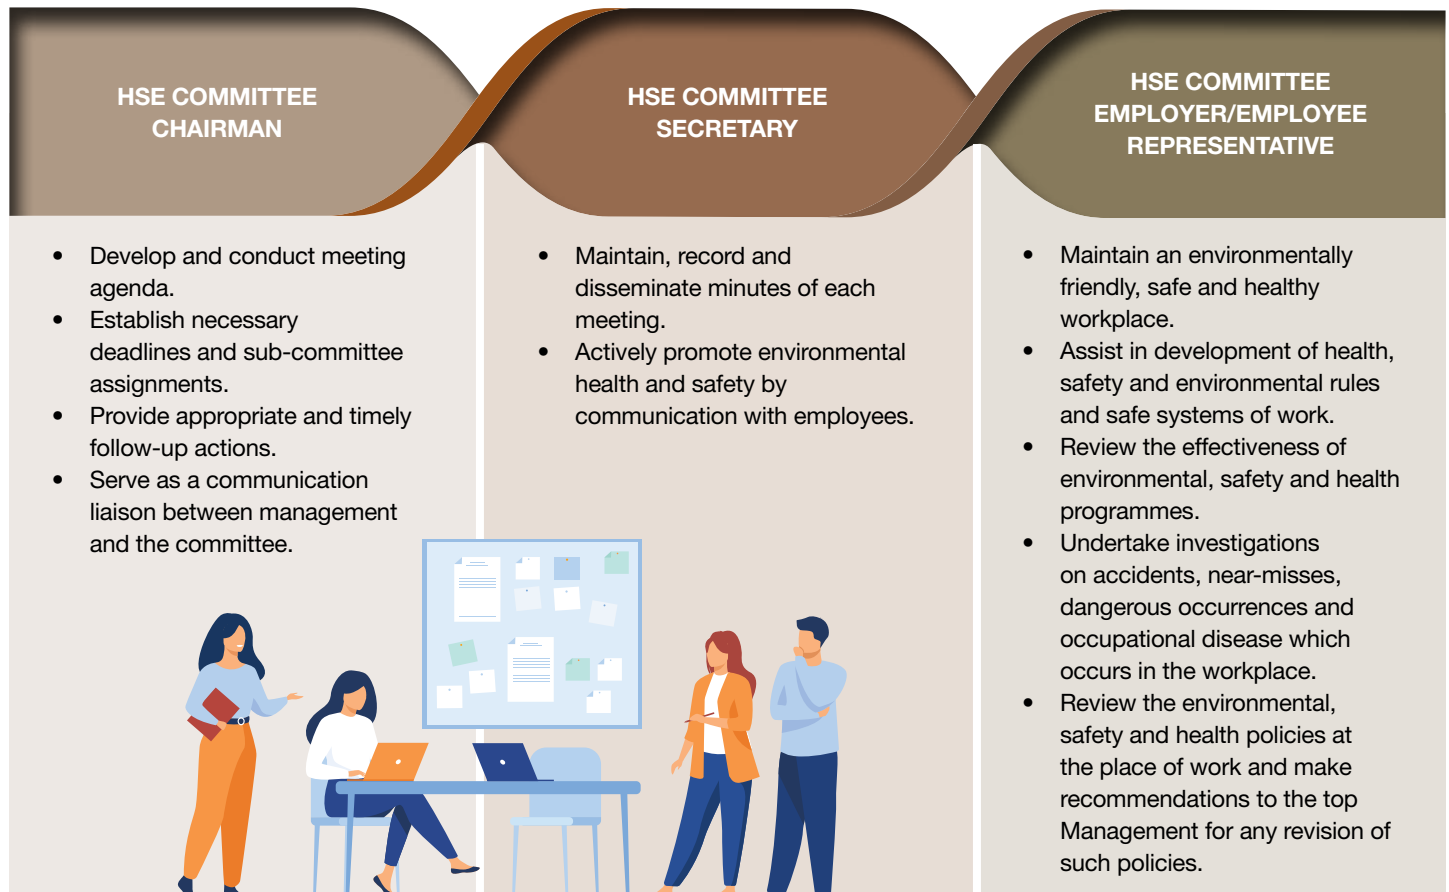 HSE COMMITTEE
CHAIRMAN
• Develop and conduct meeting
agenda.
• Establish necessary
deadlines and sub-committee
assignments.
• Provide appropriate and timely
follow-up actions.
• Serve as a communication
liaison between management
and the committee.
HSE COMMITTEE
SECRETARY
• Maintain, record and
disseminate minutes of each
meeting.
• Actively promote environmental
health and safety by
communication with employees.
HSE COMMITTEE
EMPLOYER/EMPLOYEE
REPRESENTATIVE
• Maintain an environmentally
friendly, safe and healthy
workplace.
• Assist in development of health,
safety and environmental rules
and safe systems of work.
• Review the effectiveness of
environmental, safety and health
programmes.
• Undertake investigations
on accidents, near-misses,
dangerous occurrences and
occupational disease which
occurs in the workplace.
• Review the environmental,
safety and health policies at
the place of work and make
recommendations to the top
Management for any revision of
such policies.